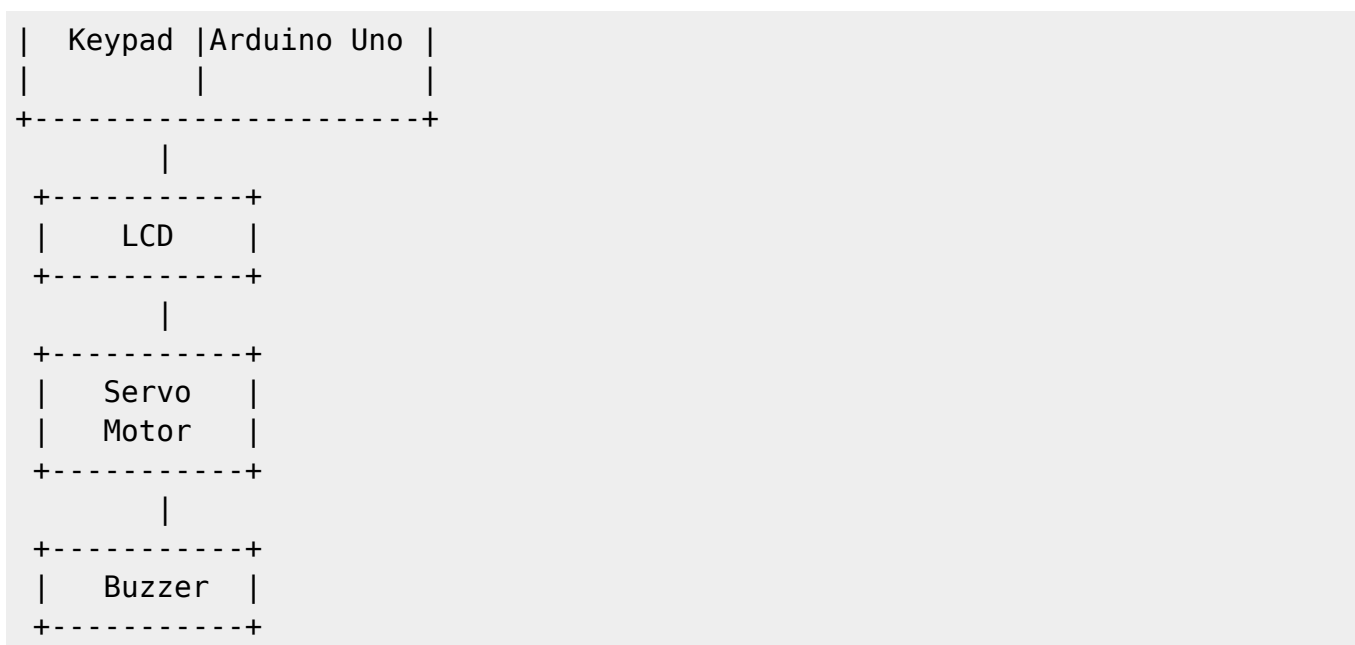 |  Keypad |Arduino Uno |
|         |            |
+----------------------+
        |
 +-----------+
 |    LCD    |
 +-----------+
        |
 +-----------+
 |   Servo   |
 |   Motor   |
 +-----------+
        |
 +-----------+
 |   Buzzer  |
 +-----------+